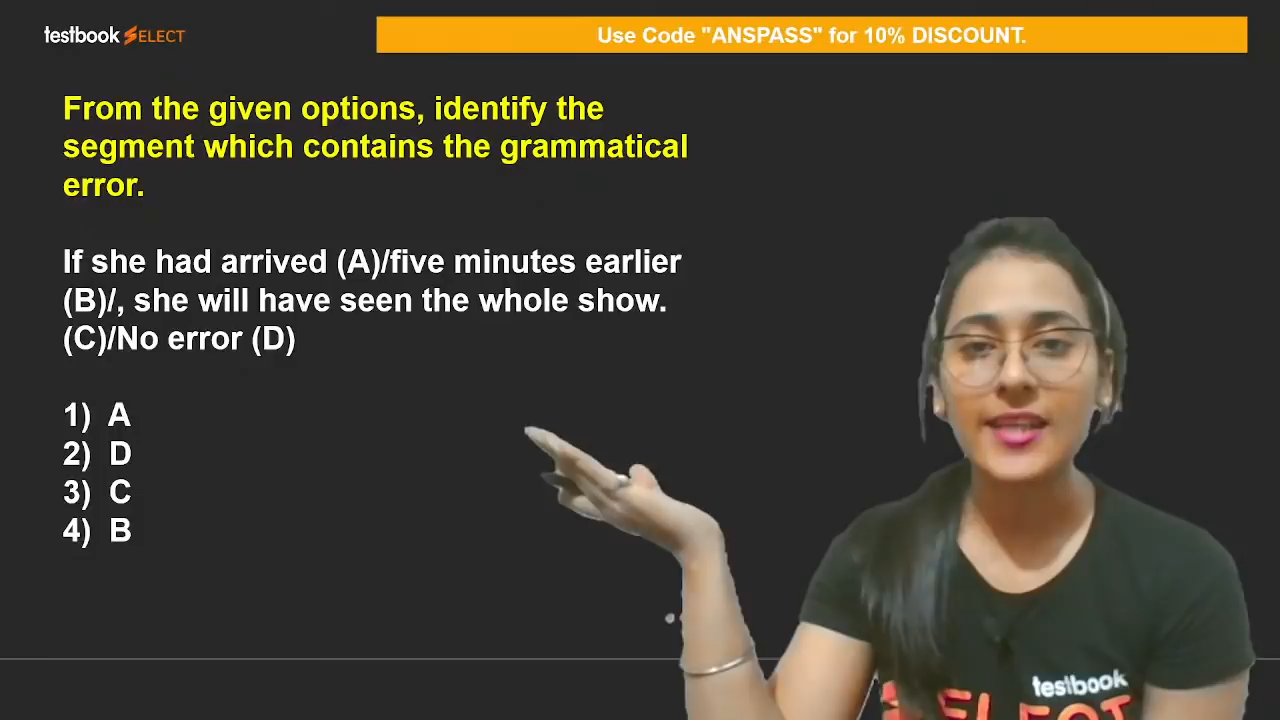 testbook SELECT
Use Code "ANSPASS" for 10% DISCOUNT.
From the given options, identify the
segment which contains the grammatical
error.
If she had arrived (A)/five minutes earlier
(B)/, she will have seen the whole show.
(C)/No error (D)
1) A
2) D
3) C
4) B
testbook
SELECT